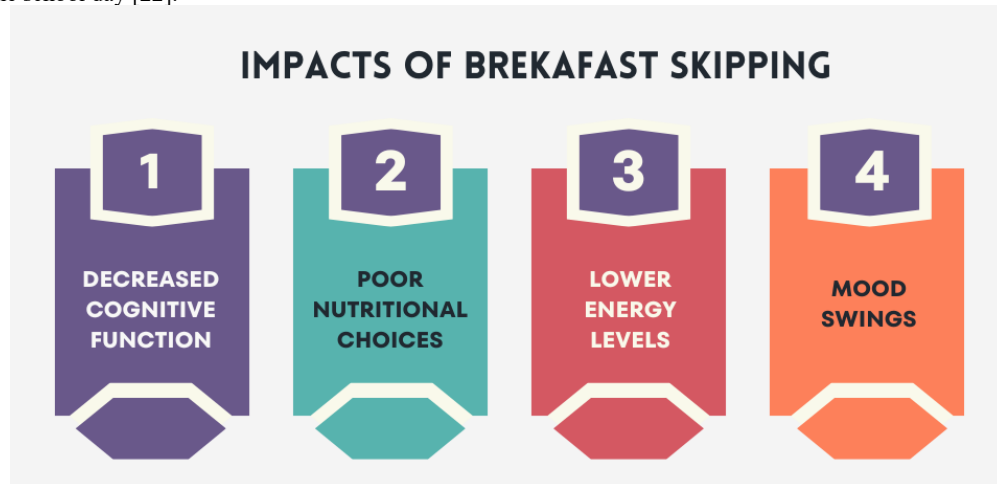 IMPACTS OF BREKAFAST SKIPPING
1
2
3
4
DECREASED
COGNITIVE
FUNCTION
POOR
NUTRITIONAL
CHOICES
LOWER
ENERGY
LEVELS
MOOD
SWINGS